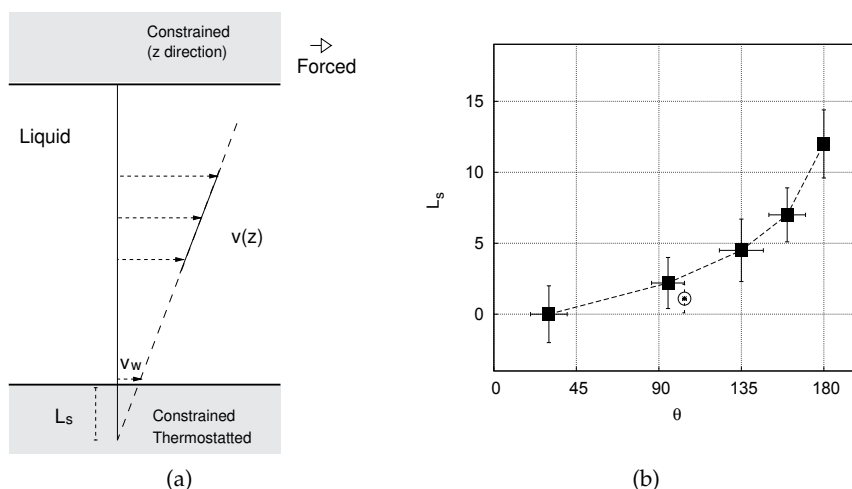 Constrained
(z direction)
Forced
Liquid
v(z)
vw
Ls
Constrained
Thermostatted
(a)
15
10
5
0
Ls
0
45
90
135
180
θ
(b)